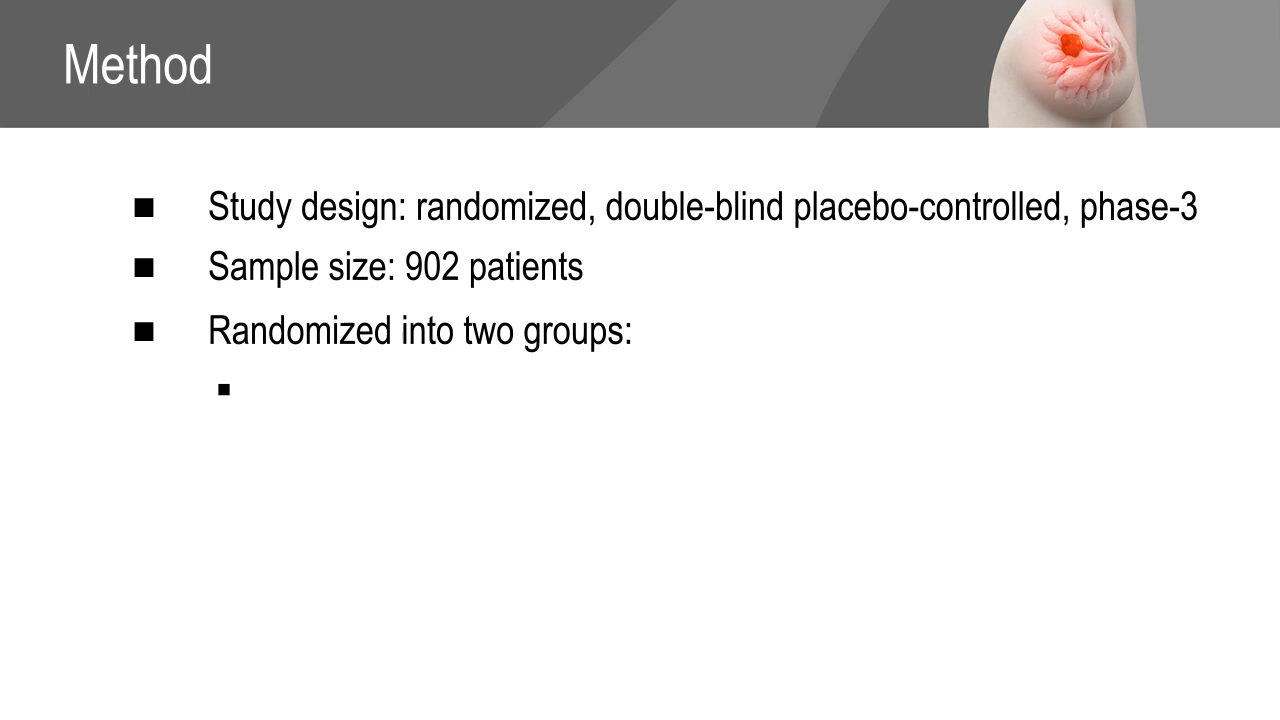 Method
■ Study design: randomized, double-blind placebo-controlled, phase-3
■ Sample size: 902 patients
■ Randomized into two groups:
▪